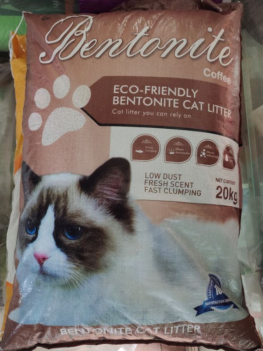 Bentonite
Coffee
ECO-FRIENDLY
BENTONITE CAT LITTER
Cat litter you can rely on.
LOW DUST
FRESH SCENT
FAST CLUMPING
20kg
BENTONITE CAT LITTER